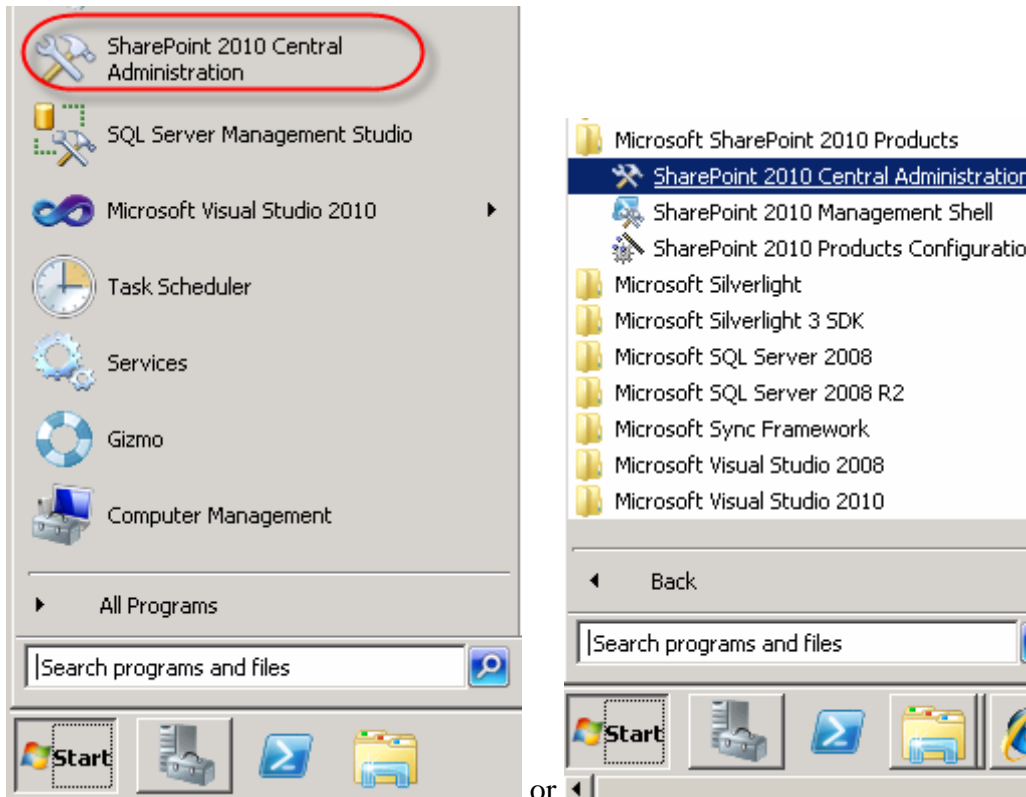 SharePoint 2010 Central
Administration
SQL Server Management Studio
Microsoft Visual Studio 2010
Task Scheduler
Services
Gizmo
Computer Management
All Programs
Search programs and files
Start
or
Microsoft SharePoint 2010 Products
SharePoint 2010 Central Administration
SharePoint 2010 Management Shell
SharePoint 2010 Products Configuratio
Microsoft Silverlight
Microsoft Silverlight 3 SDK
Microsoft SQL Server 2008
Microsoft SQL Server 2008 R2
Microsoft Sync Framework
Microsoft Visual Studio 2008
Microsoft Visual Studio 2010
Back
Search programs and files
Start